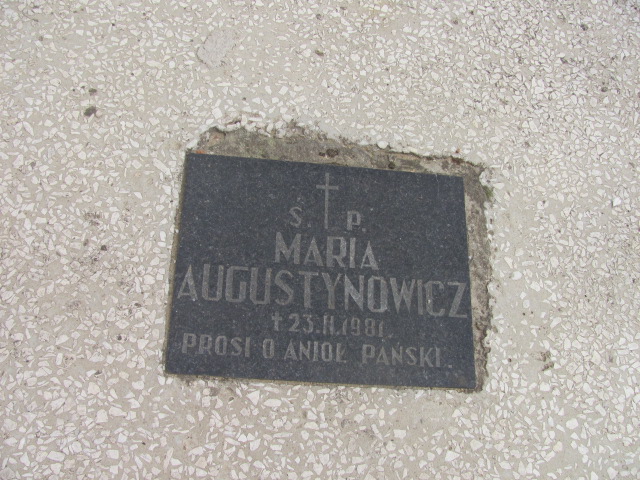 Ś. P.
MARIA
AUGUSTYNOWICZ
† 23.II.1981.
PROSI O ANIOŁ PAŃSKI.